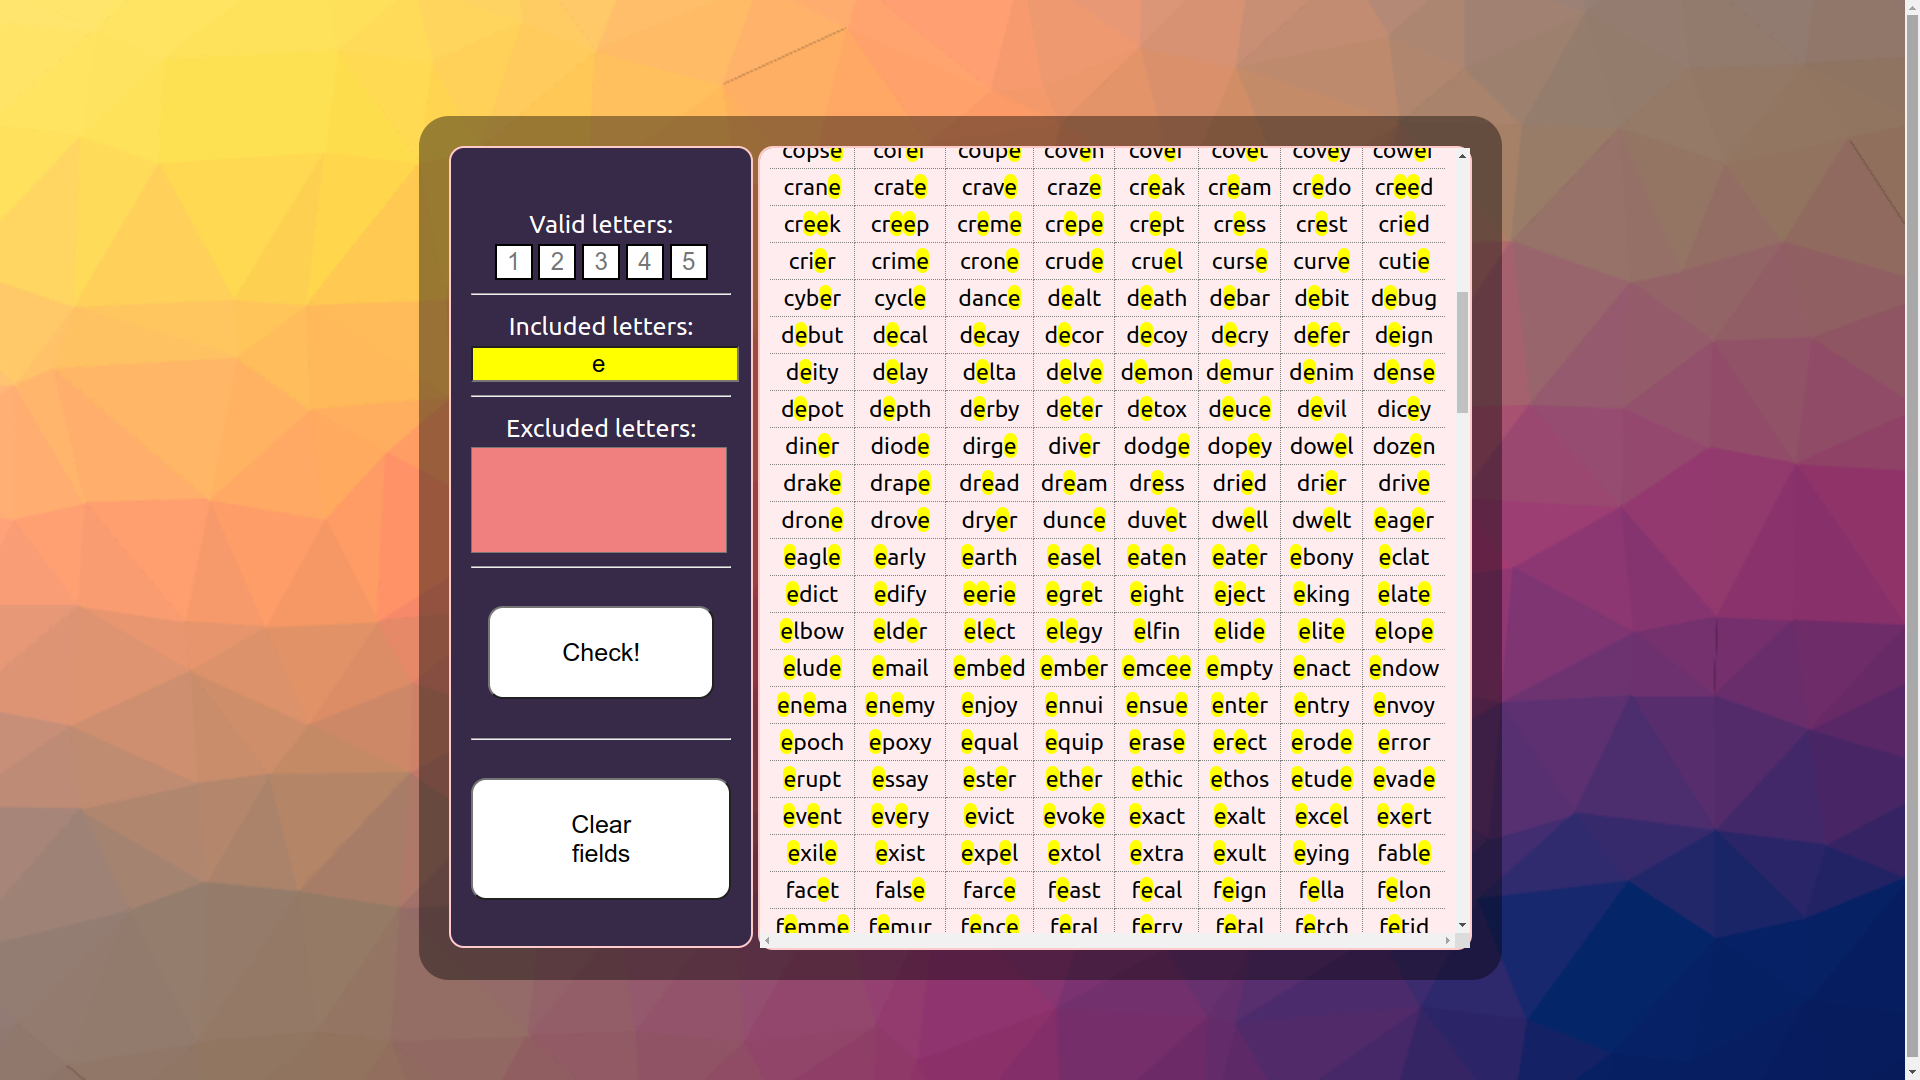 Valid letters:
1 2 3 4 5
Included letters:
e
Excluded letters:
Check!
Clear
fields
copse corer coupe coven cover covet covey cower
crane crate crave craze creak cream credo creed
creek creep creme crepe crept cress crest cried
crier crime crone crude cruel curse curve cutie
cyber cycle dance dealt death debar debit debug
debut decal decay decor decoy decry defer deign
deity delay delta delve demon demur denim dense
depot depth derby deter detox deuce devil dicey
diner diode dirge diver dodge dopey dowel dozen
drake drape dread dream dress dried drier drive
drone drove dryer dunce duvet dwell dwelt eager
eagle early earth easel eaten eater ebony eclat
edict edify eerie egret eight eject eking elate
elbow elder elect elegy elfin elide elite elope
elude email embed ember emcee empty enact endow
enema enemy enjoy ennui ensue enter entry envoy
epoch epoxy equal equip erase erect erode error
erupt essay ester ether ethic ethos etude evade
event every evict evoke exact exalt excel exert
exile exist expel extol extra exult eying fable
facet false farce feast fecal feign fella felon
femme femur fence feral ferry fetal fetch fetid